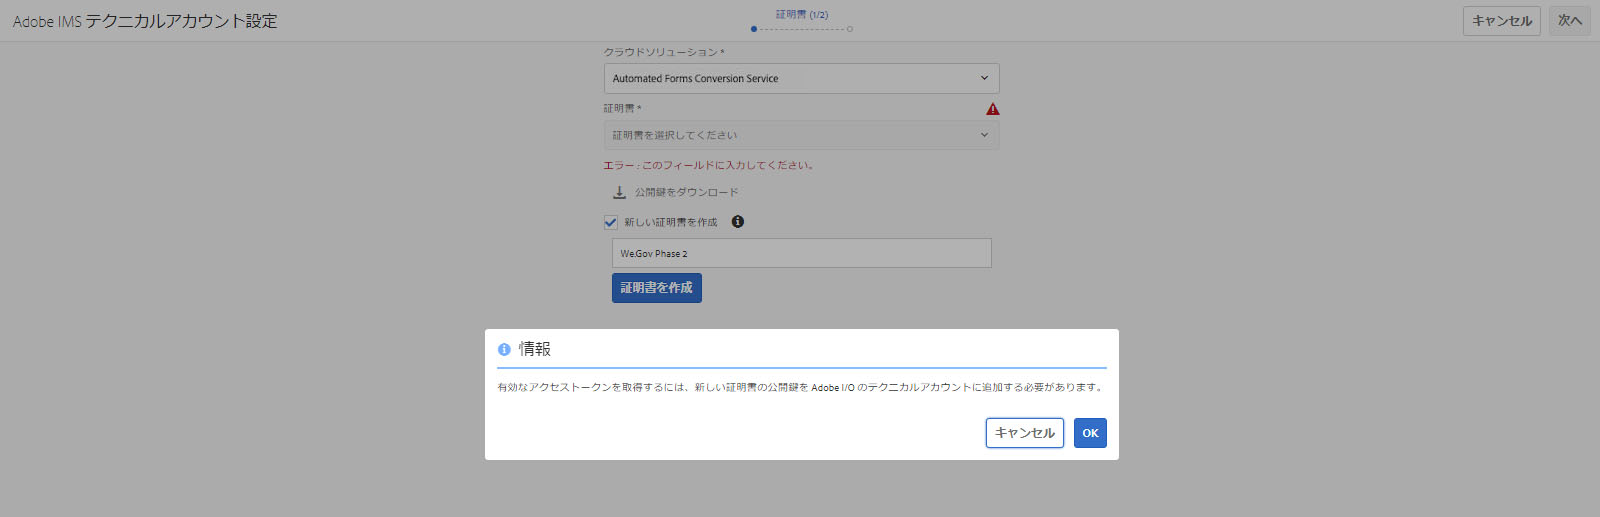 Adobe IMS テクニカルアカウント設定
証明書 (1/2)
キャンセル
次へ
クラウドソリューション *
Automated Forms Conversion Service
証明書 *
証明書を選択してください
エラー : このフィールドに入力してください。
公開鍵をダウンロード
新しい証明書を作成
We.Gov Phase 2
証明書を作成
情報
有効なアクセストークンを取得するには、新しい証明書の公開鍵を Adobe I/O のテクニカルアカウントに追加する必要があります。
キャンセル
OK